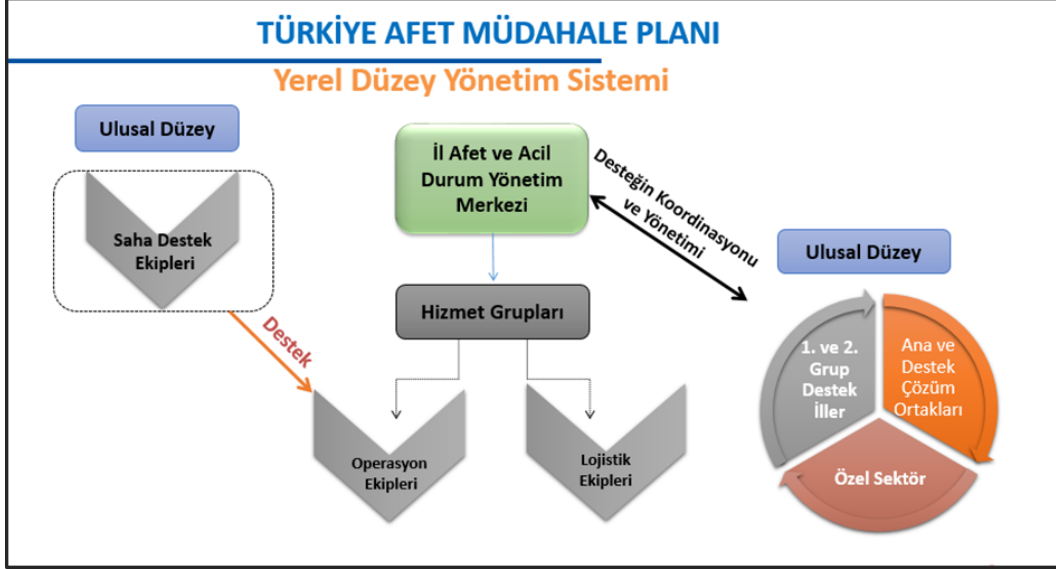 TÜRKİYE AFET MÜDAHALE PLANI
Yerel Düzey Yönetim Sistemi
Ulusal Düzey
Saha Destek
Ekipleri
Destek
İl Afet ve Acil
Durum Yönetim
Merkezi
Hizmet Grupları
Operasyon
Ekipleri
Lojistik
Ekipleri
Desteğin Koordinasyonu
ve Yönetimi
Ulusal Düzey
1. ve 2.
Grup
Destek
İller
Ana ve
Destek
Çözüm
Ortakları
Özel Sektör